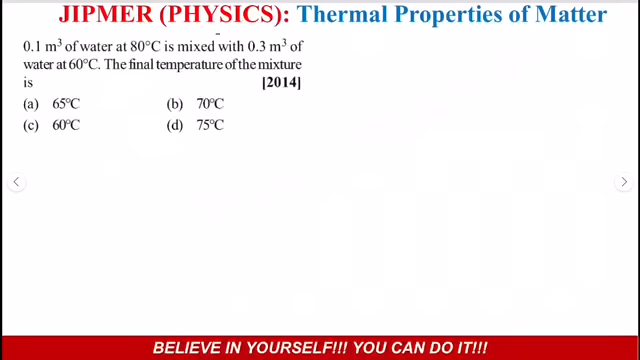 JIPMER (PHYSICS): Thermal Properties of Matter
0.1 m³ of water at 80°C is mixed with 0.3 m³ of
water at 60°C. The final temperature of the mixture
is [2014]
(a) 65°C (b) 70°C
(c) 60°C (d) 75°C
BELIEVE IN YOURSELF!!! YOU CAN DO IT!!!